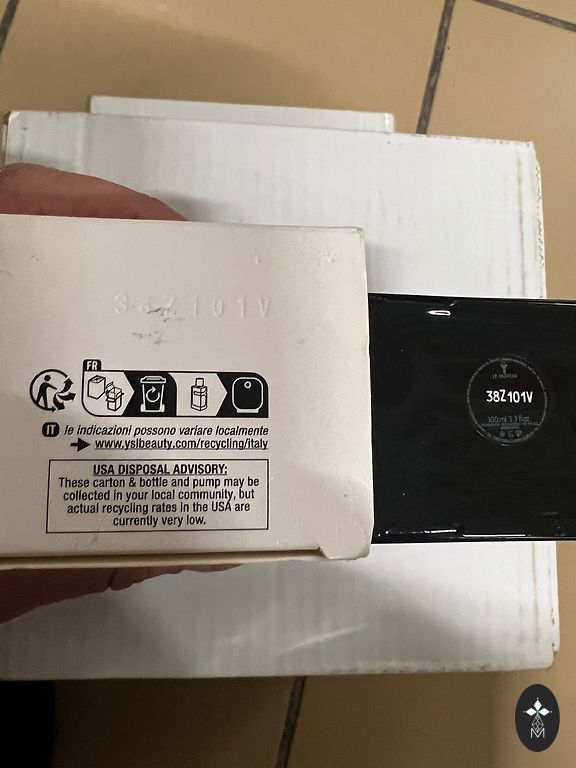 38Z101V
FR
IT le indicazioni possono variare localmente
www.yslbeauty.com/recycling/italy
USA DISPOSAL ADVISORY:
These carton & bottle and pump may be
collected in your local community, but
actual recycling rates in the USA are
currently very low.
LE PARFUM
38Z101V
100 ml 3.3 fl.oz.
M